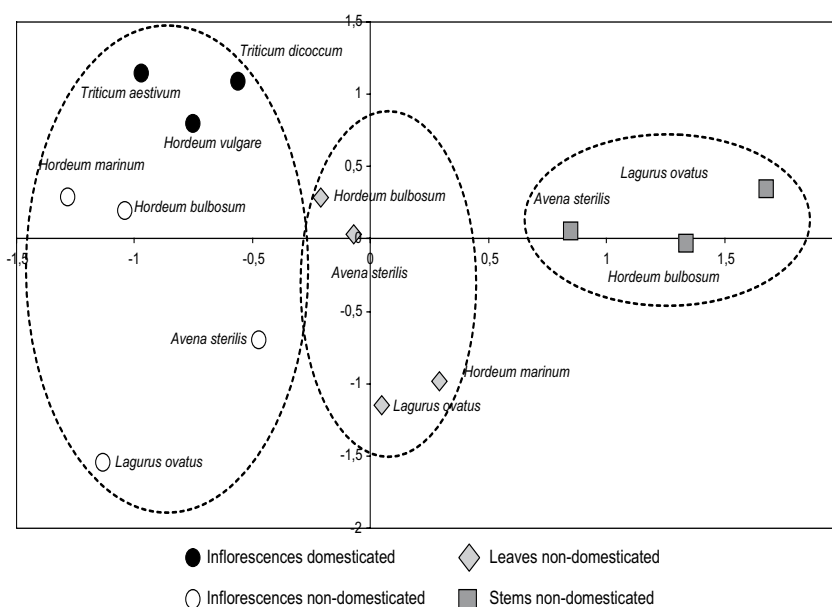 1,5
Triticum dicoccum
Triticum aestivum
1
Hordeum vulgare
Hordeum marinum
0,5
Lagurus ovatus
Hordeum bulbosum
Hordeum bulbosum
Avena sterilis
0
-1,5
-1
-0,5
0
0,5
1
1,5
Avena sterilis
Hordeum bulbosum
-0,5
Avena sterilis
Hordeum marinum
-1
Lagurus ovatus
-1,5
Lagurus ovatus
-2
Inflorescences domesticated
Leaves non-domesticated
Inflorescences non-domesticated
Stems non-domesticated